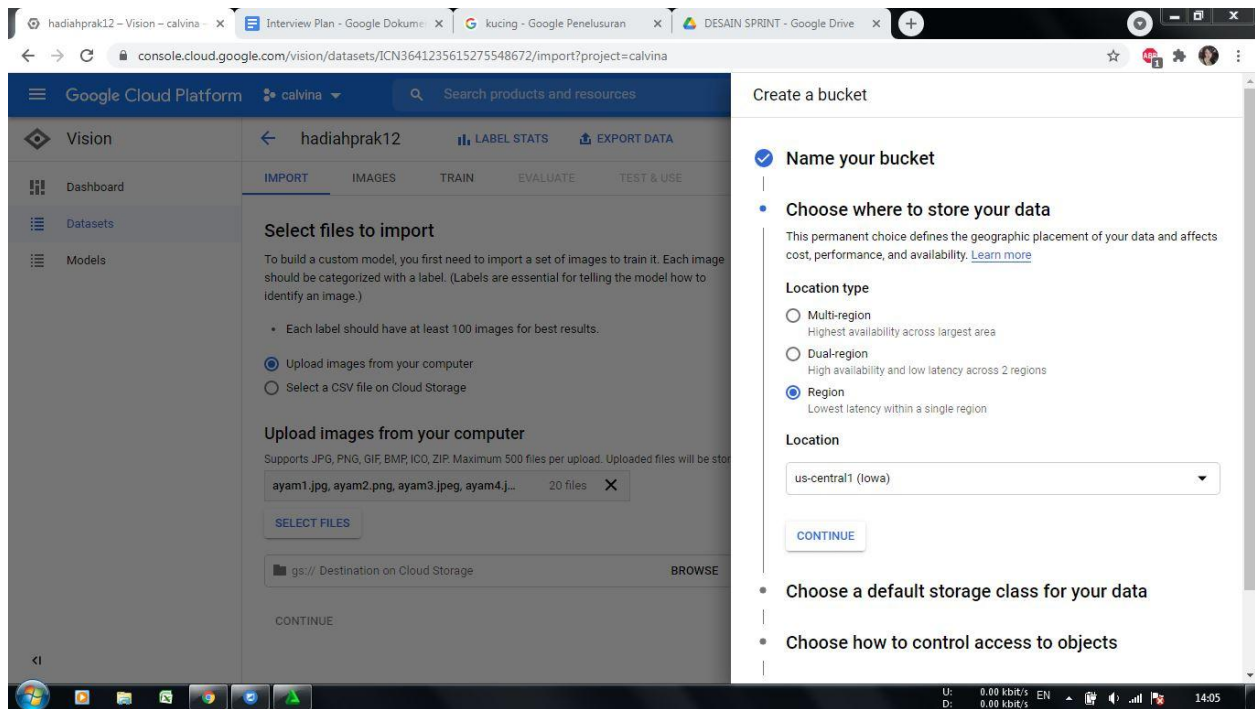 hadiahprak12 – Vision – calvina -
Interview Plan - Google Dokume
kucing - Google Penelusuran
DESAIN SPRINT - Google Drive
console.cloud.google.com/vision/datasets/ICN3641235615275548672/import?project=calvina
Google Cloud Platform
calvina
Search products and resources
Vision
hadiahprak12
LABEL STATS
EXPORT DATA
Dashboard
Datasets
Models
IMPORT
IMAGES
TRAIN
EVALUATE
TEST & USE
Select files to import
To build a custom model, you first need to import a set of images to train it. Each image
should be categorized with a label. (Labels are essential for telling the model how to
identify an image.)
• Each label should have at least 100 images for best results.
Upload images from your computer
Select a CSV file on Cloud Storage
Upload images from your computer
Supports JPG, PNG, GIF, BMP, ICO, ZIP. Maximum 500 files per upload. Uploaded files will be stor
ayam1.jpg, ayam2.png, ayam3.jpeg, ayam4.j... 20 files
SELECT FILES
gs:// Destination on Cloud Storage BROWSE
CONTINUE
Create a bucket
Name your bucket
Choose where to store your data
This permanent choice defines the geographic placement of your data and affects
cost, performance, and availability. Learn more
Location type
Multi-region
Highest availability across largest area
Dual-region
High availability and low latency across 2 regions
Region
Lowest latency within a single region
Location
us-central1 (Iowa)
CONTINUE
Choose a default storage class for your data
Choose how to control access to objects
U: 0.00 kbit/s
D: 0.00 kbit/s
EN
14:05